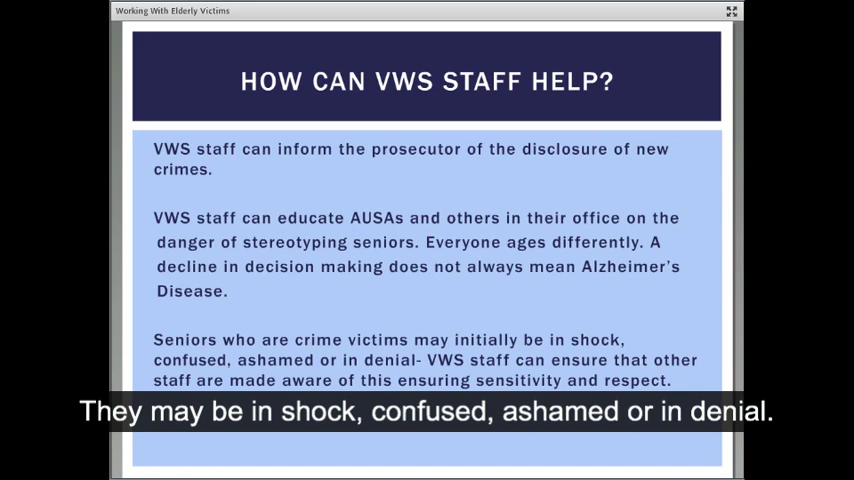 Working With Elderly Victims
HOW CAN VWS STAFF HELP?
VWS staff can inform the prosecutor of the disclosure of new
crimes.
VWS staff can educate AUSAs and others in their office on the
danger of stereotyping seniors. Everyone ages differently. A
decline in decision making does not always mean Alzheimer's
Disease.
Seniors who are crime victims may initially be in shock,
confused, ashamed or in denial- VWS staff can ensure that other
staff are made aware of this ensuring sensitivity and respect.
They may be in shock, confused, ashamed or in denial.